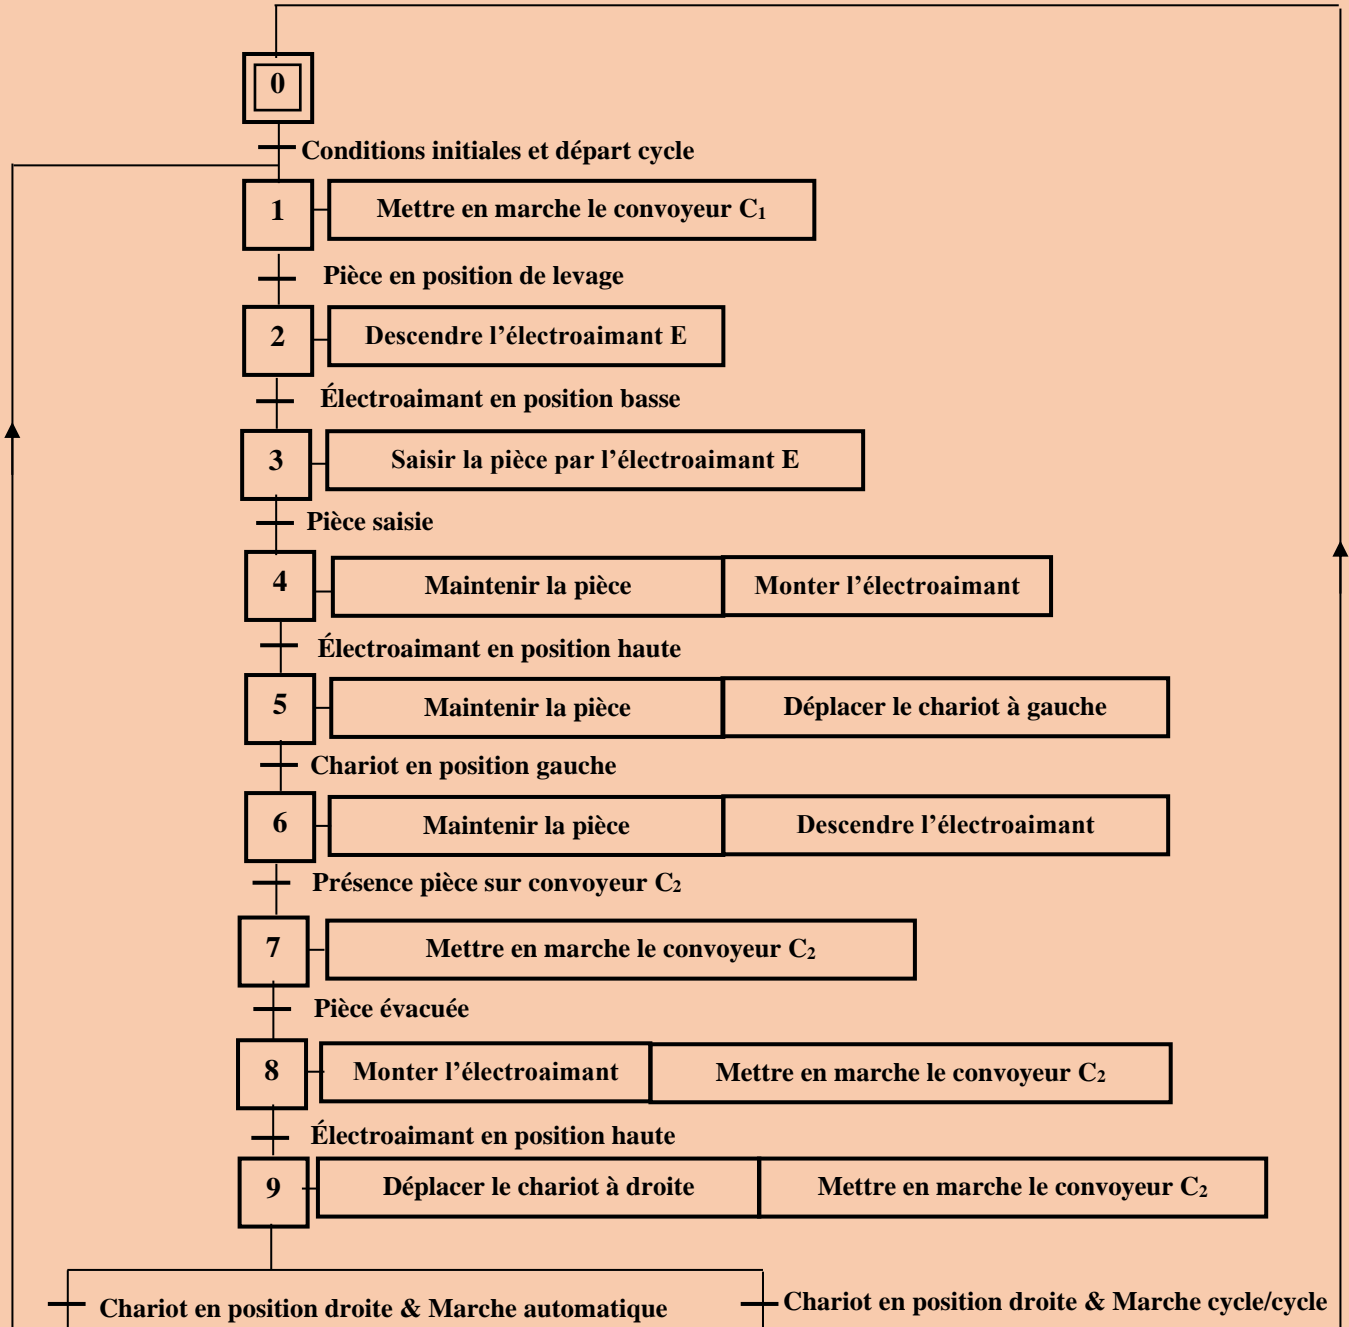 0
Conditions initiales et départ cycle
1 Mettre en marche le convoyeur C₁
Pièce en position de levage
2 Descendre l’électroaimant E
Électroaimant en position basse
3 Saisir la pièce par l’électroaimant E
Pièce saisie
4 Maintenir la pièce Monter l’électroaimant
Électroaimant en position haute
5 Maintenir la pièce Déplacer le chariot à gauche
Chariot en position gauche
6 Maintenir la pièce Descendre l’électroaimant
Présence pièce sur convoyeur C₂
7 Mettre en marche le convoyeur C₂
Pièce évacuée
8 Monter l’électroaimant Mettre en marche le convoyeur C₂
Électroaimant en position haute
9 Déplacer le chariot à droite Mettre en marche le convoyeur C₂
Chariot en position droite & Marche automatique Chariot en position droite & Marche cycle/cycle